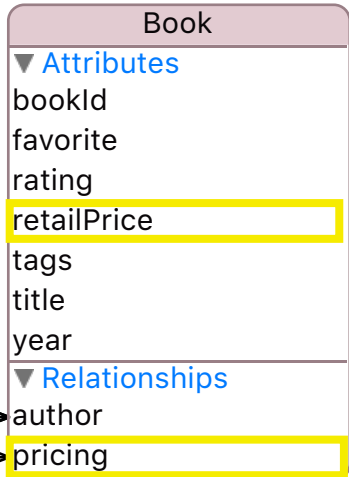 Book
▼ Attributes
bookId
favorite
rating
retailPrice
tags
title
year
▼ Relationships
author
pricing